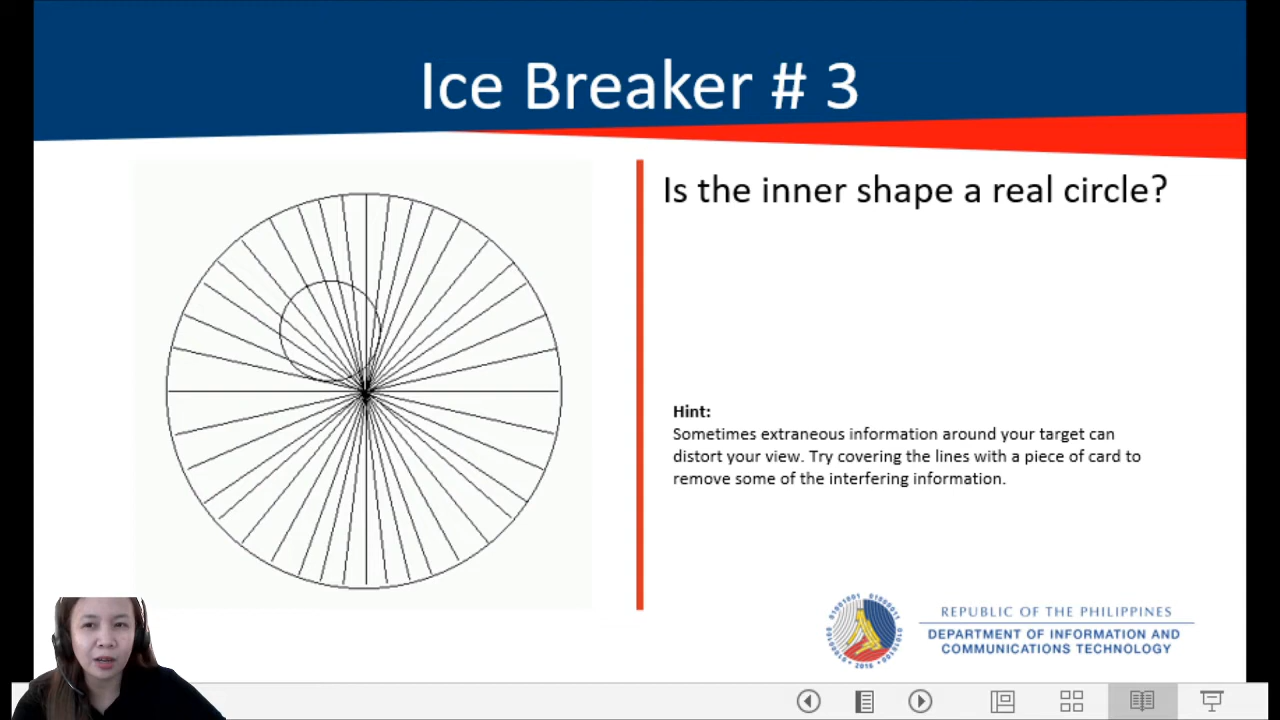 Ice Breaker # 3
Is the inner shape a real circle?
Hint:
Sometimes extraneous information around your target can
distort your view. Try covering the lines with a piece of card to
remove some of the interfering information.
REPUBLIC OF THE PHILIPPINES
DEPARTMENT OF INFORMATION AND
COMMUNICATIONS TECHNOLOGY